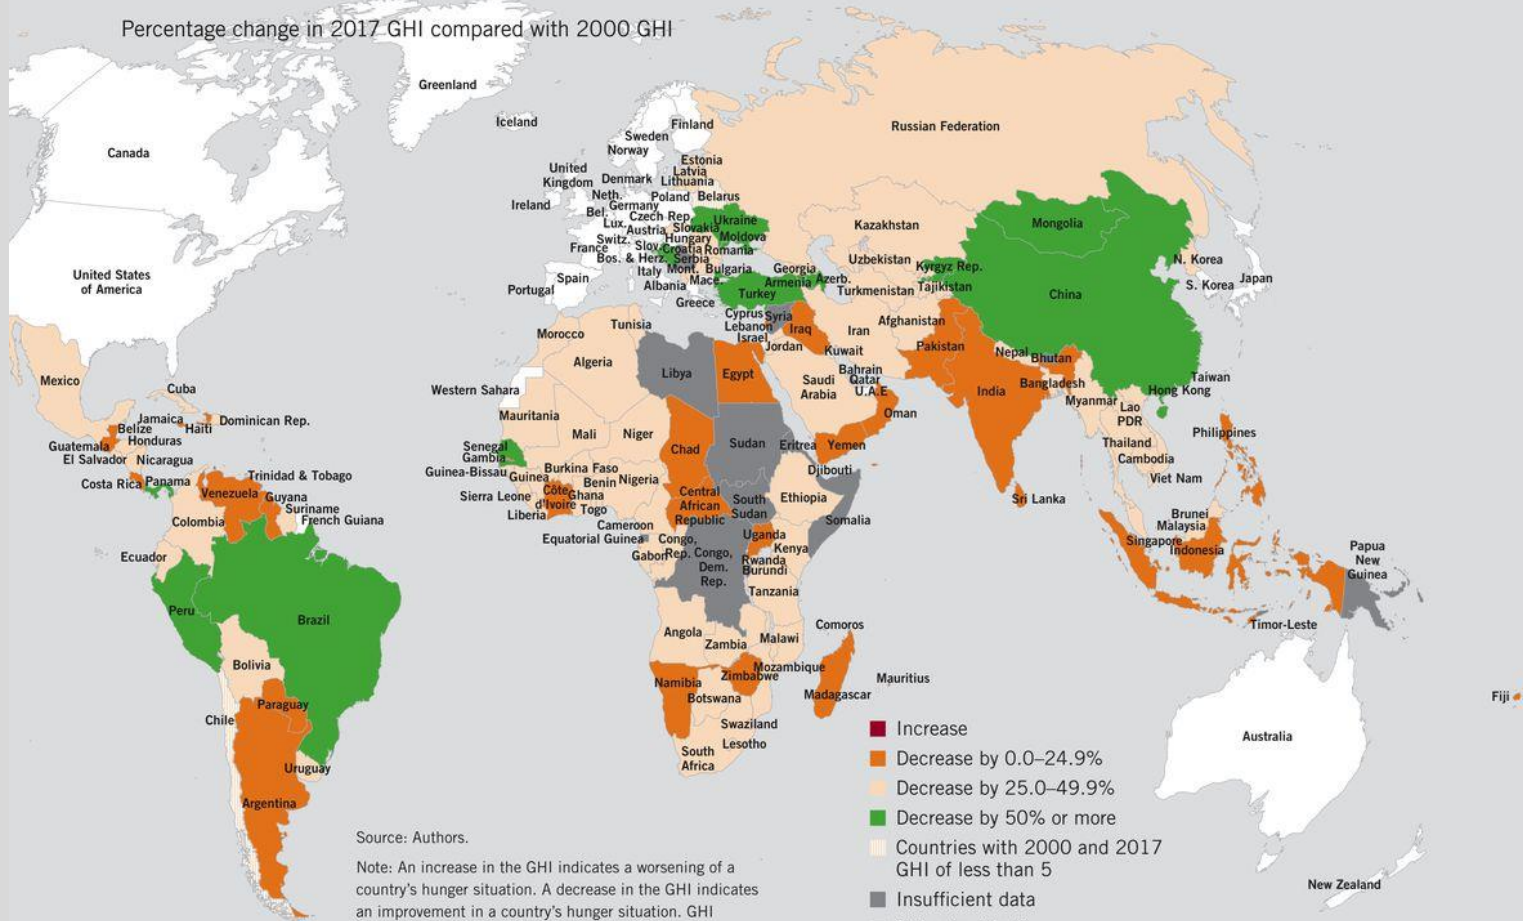 Percentage change in 2017 GHI compared with 2000 GHI
Greenland
Iceland
Finland
Sweden
Norway
Russian Federation
Canada
Estonia
Latvia
United
Kingdom
Denmark
Lithuania
Neth.
Poland
Belarus
Ireland
Bel.
Germany
Lux.
Czech Rep.
Slovakia
Ukraine
Austria
Switz.
Hungary
Moldova
France
Slov.
Croatia
Romania
Bos. & Herz.
Serbia
Italy
Mont.
Bulgaria
Mace.
Albania
Greece
Spain
Portugal
Georgia
Armenia
Azerb.
Turkey
Kazakhstan
Uzbekistan
Kyrgyz Rep.
Turkmenistan
Tajikistan
Mongolia
China
N. Korea
S. Korea
Japan
United States
of America
Cyprus
Syria
Lebanon
Israel
Iraq
Iran
Afghanistan
Jordan
Kuwait
Pakistan
Nepal
Bhutan
Tunisia
Morocco
Algeria
Libya
Egypt
Saudi
Arabia
Bahrain
Qatar
U.A.E
Oman
India
Bangladesh
Myanmar
Taiwan
Hong Kong
Lao
PDR
Thailand
Cambodia
Viet Nam
Philippines
Western Sahara
Mexico
Cuba
Jamaica
Belize
Haiti
Dominican Rep.
Honduras
Guatemala
El Salvador
Nicaragua
Costa Rica
Panama
Trinidad & Tobago
Venezuela
Guyana
Suriname
French Guiana
Colombia
Ecuador
Peru
Brazil
Bolivia
Paraguay
Chile
Uruguay
Argentina
Mauritania
Mali
Niger
Chad
Sudan
Eritrea
Yemen
Senegal
Gambia
Guinea-Bissau
Guinea
Burkina Faso
Benin
Nigeria
Djibouti
Sierra Leone
Côte
d'Ivoire
Ghana
Togo
Liberia
Central
African
Republic
South
Sudan
Ethiopia
Somalia
Cameroon
Equatorial Guinea
Gabon
Congo,
Rep.
Congo,
Dem.
Rep.
Uganda
Kenya
Rwanda
Burundi
Tanzania
Sri Lanka
Brunei
Malaysia
Singapore
Indonesia
Papua
New
Guinea
Timor-Leste
Comoros
Angola
Zambia
Malawi
Mozambique
Zimbabwe
Namibia
Botswana
Madagascar
Mauritius
Swaziland
Lesotho
South
Africa
Fiji
Australia
New Zealand
Increase
Decrease by 0.0–24.9%
Decrease by 25.0–49.9%
Decrease by 50% or more
Countries with 2000 and 2017
GHI of less than 5
Insufficient data
Source: Authors.
Note: An increase in the GHI indicates a worsening of a
country's hunger situation. A decrease in the GHI indicates
an improvement in a country's hunger situation. GHI